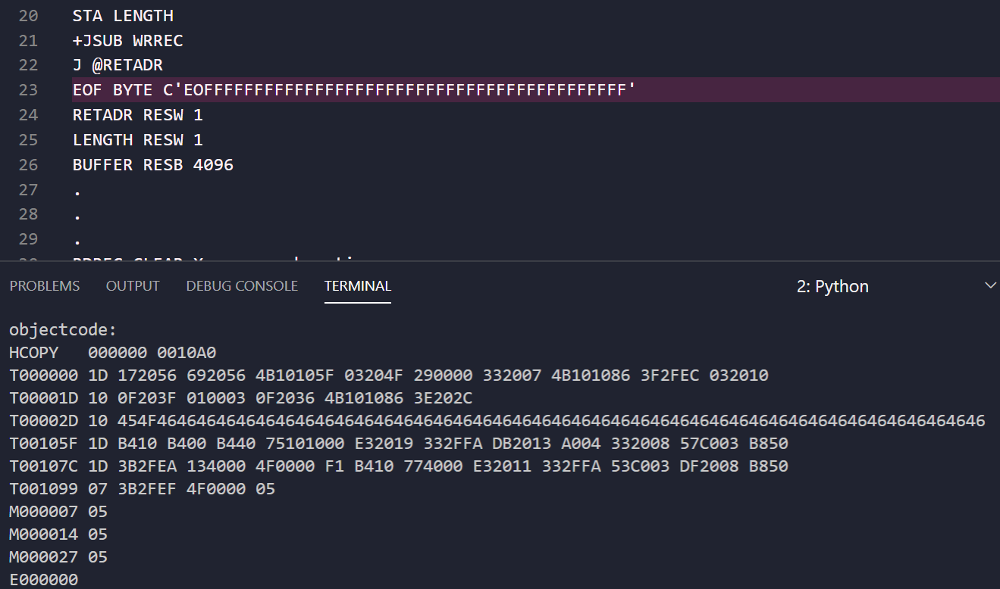 20 STA LENGTH
21 +JSUB WRREC
22 J @RETADR
23 EOF BYTE C'EOFFFFFFFFFFFFFFFFFFFFFFFFFFFFFFFFFFFFFFFFFF'
24 RETADR RESW 1
25 LENGTH RESW 1
26 BUFFER RESB 4096
27 .
28 .
29 .
PROBLEMS OUTPUT DEBUG CONSOLE TERMINAL 2: Python
objectcode:
HCOPY 000000 0010A0
T000000 1D 172056 692056 4B10105F 03204F 290000 332007 4B101086 3F2FEC 032010
T00001D 10 0F203F 010003 0F2036 4B101086 3E202C
T00002D 10 454F464646464646464646464646464646464646464646464646464646464646464646464646464646464646
T00105F 1D B410 B400 B440 75101000 E32019 332FFA DB2013 A004 332008 57C003 B850
T00107C 1D 3B2FEA 134000 4F0000 F1 B410 774000 E32011 332FFA 53C003 DF2008 B850
T001099 07 3B2FEF 4F0000 05
M000007 05
M000014 05
M000027 05
E000000